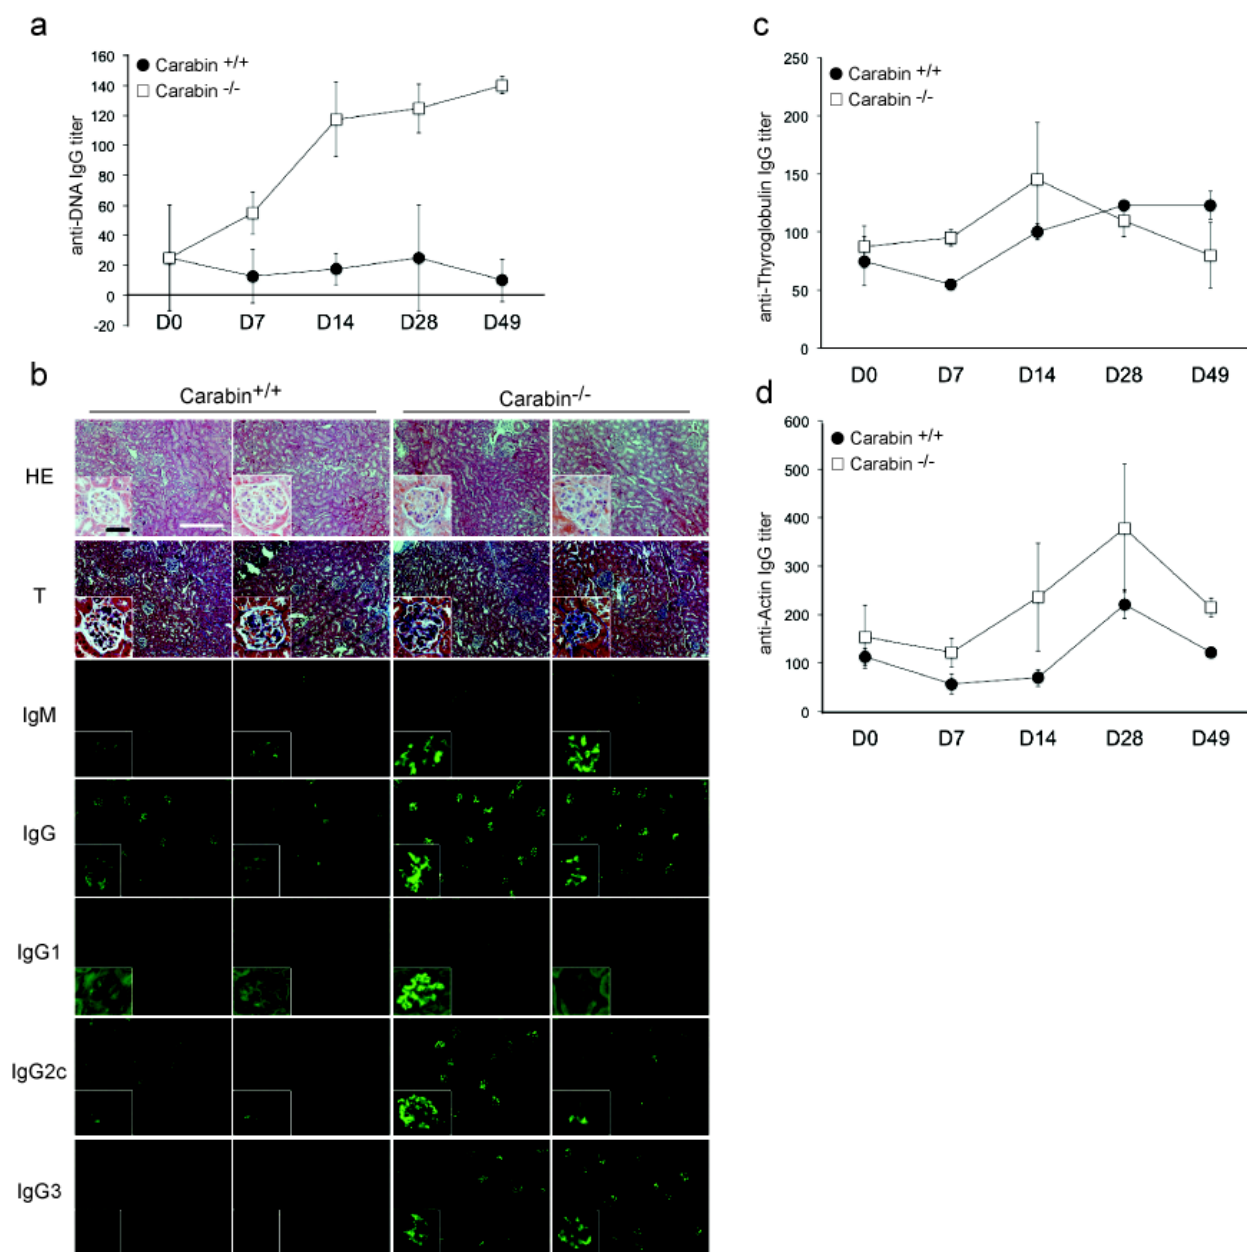 a
160
140
120
100
80
60
40
20
0
-20
anti-DNA IgG titer
Carabin +/+
Carabin -/-
D0 D7 D14 D28 D49
b
Carabin+/+ Carabin-/-
HE
T
IgM
IgG
IgG1
IgG2c
IgG3
c
250
200
150
100
50
0
anti-Thyroglobulin IgG titer
Carabin +/+
Carabin -/-
D0 D7 D14 D28 D49
d
600
500
400
300
200
100
0
anti-Actin IgG titer
Carabin +/+
Carabin -/-
D0 D7 D14 D28 D49